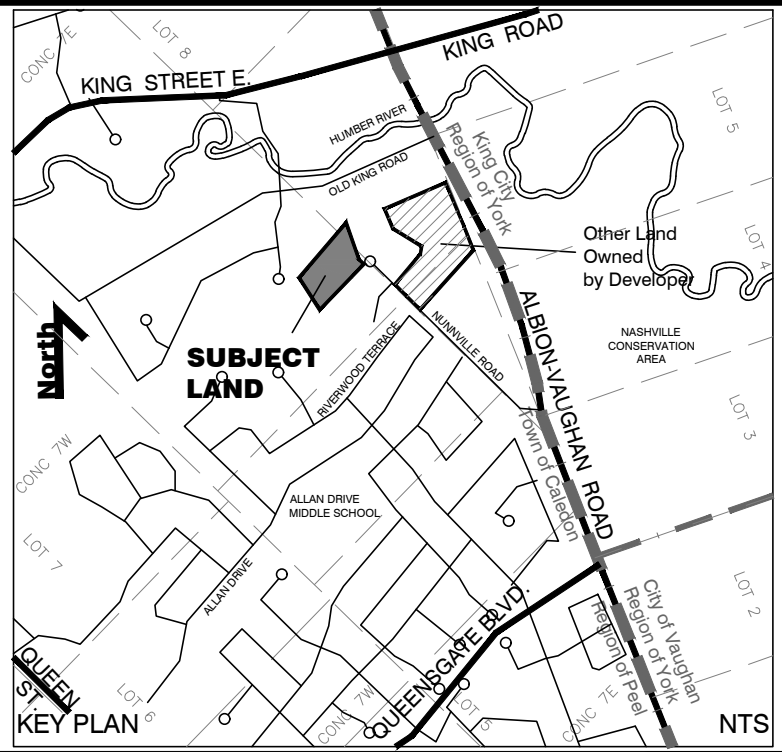 CONC 7E
LOT 8
KING STREET E.
KING ROAD
HUMBER RIVER
OLD KING ROAD
King City
Region of York
LOT 5
Other Land
Owned
by Developer
LOT 4
North
SUBJECT
LAND
RIVERWOOD TERRACE
NUNNVILLE ROAD
ALBION-VAUGHAN ROAD
NASHVILLE
CONSERVATION
AREA
LOT 3
Town of Caledon
CONC 7W
ALLAN DRIVE
MIDDLE SCHOOL
LOT 7
ALLAN DRIVE
QUEENSGATE BLVD.
LOT 2
City of Vaughan
Region of York
Region of Peel
QUEEN
ST.
LOT 6
CONC 7W
LOT 5
CONC 7E
KEY PLAN
NTS